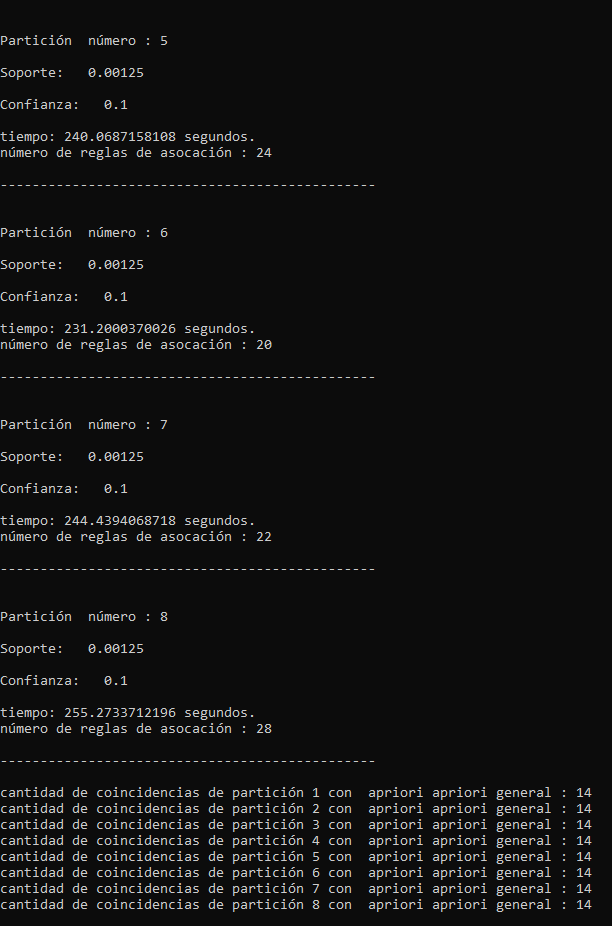 Partición  número : 5
Soporte:   0.00125
Confianza:   0.1
tiempo: 240.0687158108 segundos.
número de reglas de asocación : 24
-----------------------------------------------
Partición  número : 6
Soporte:   0.00125
Confianza:   0.1
tiempo: 231.2000370026 segundos.
número de reglas de asocación : 20
-----------------------------------------------
Partición  número : 7
Soporte:   0.00125
Confianza:   0.1
tiempo: 244.4394068718 segundos.
número de reglas de asocación : 22
-----------------------------------------------
Partición  número : 8
Soporte:   0.00125
Confianza:   0.1
tiempo: 255.2733712196 segundos.
número de reglas de asocación : 28
-----------------------------------------------
cantidad de coincidencias de partición 1 con  apriori apriori general : 14
cantidad de coincidencias de partición 2 con  apriori apriori general : 14
cantidad de coincidencias de partición 3 con  apriori apriori general : 14
cantidad de coincidencias de partición 4 con  apriori apriori general : 14
cantidad de coincidencias de partición 5 con  apriori apriori general : 14
cantidad de coincidencias de partición 6 con  apriori apriori general : 14
cantidad de coincidencias de partición 7 con  apriori apriori general : 14
cantidad de coincidencias de partición 8 con  apriori apriori general : 14